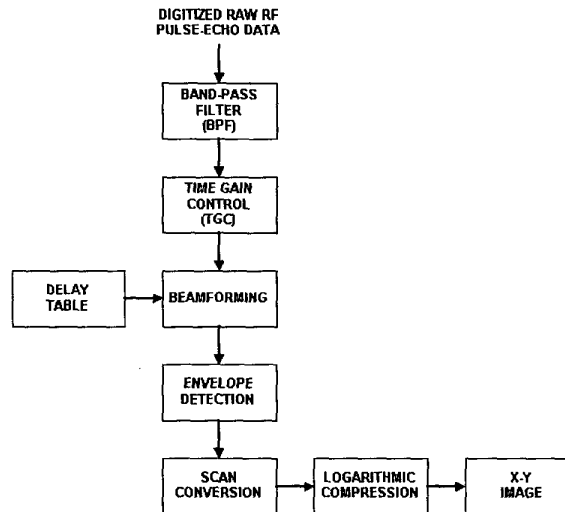 DIGITIZED RAW RF
PULSE-ECHO DATA
BAND-PASS
FILTER
(BPF)
TIME GAIN
CONTROL
(TGC)
DELAY
TABLE
BEAMFORMING
ENVELOPE
DETECTION
SCAN
CONVERSION
LOGARITHMIC
COMPRESSION
X-Y
IMAGE